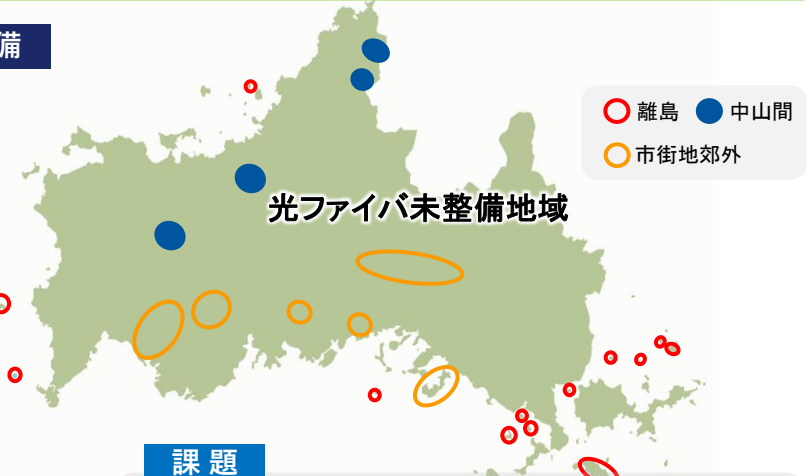 備
離島 中山間
市街地郊外
光ファイバ未整備地域
課題